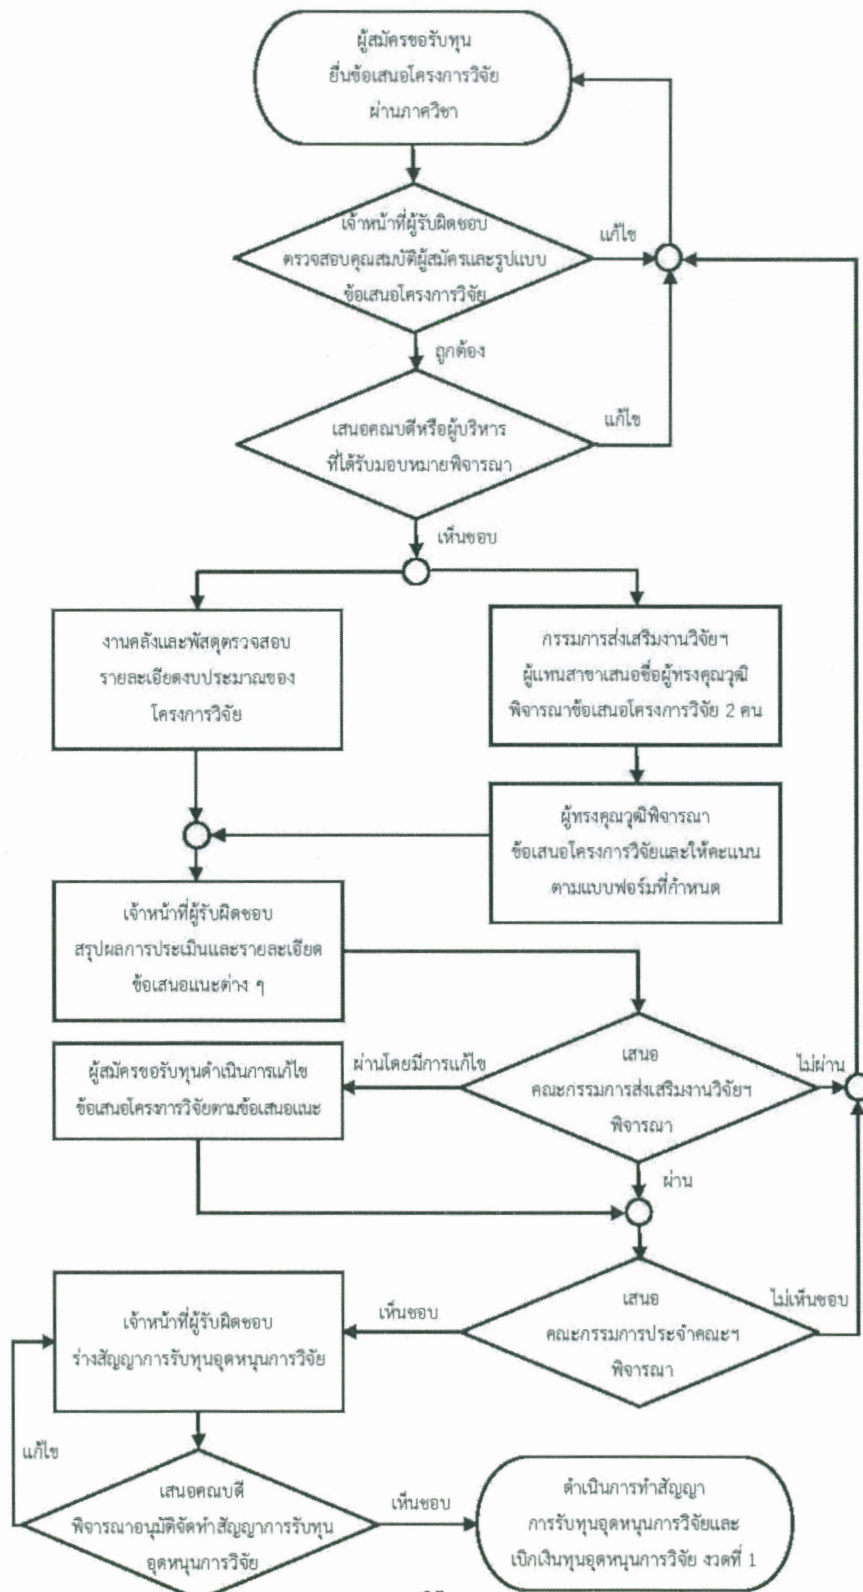 ผู้สมัครขอรับทุน
ยื่นข้อเสนอโครงการวิจัย
ผ่านภาควิชา
เจ้าหน้าที่ผู้รับผิดชอบ
ตรวจสอบคุณสมบัติผู้สมัครและรูปแบบ
ข้อเสนอโครงการวิจัย
แก้ไข
ถูกต้อง
เสนอคณบดีหรือผู้บริหาร
ที่ได้รับมอบหมายพิจารณา
แก้ไข
เห็นชอบ
งานคลังและพัสดุตรวจสอบ
รายละเอียดงบประมาณของ
โครงการวิจัย
กรรมการส่งเสริมงานวิจัยฯ
ผู้แทนสาขาเสนอชื่อผู้ทรงคุณวุฒิ
พิจารณาข้อเสนอโครงการวิจัย 2 คน
ผู้ทรงคุณวุฒิพิจารณา
ข้อเสนอโครงการวิจัยและให้คะแนน
ตามแบบฟอร์มที่กำหนด
เจ้าหน้าที่ผู้รับผิดชอบ
สรุปผลการประเมินและรายละเอียด
ข้อเสนอแนะต่าง ๆ
เสนอ
คณะกรรมการส่งเสริมงานวิจัยฯ
พิจารณา
ผ่านโดยมีการแก้ไข
ไม่ผ่าน
ผู้สมัครขอรับทุนดำเนินการแก้ไข
ข้อเสนอโครงการวิจัยตามข้อเสนอแนะ
ผ่าน
เสนอ
คณะกรรมการประจำคณะฯ
พิจารณา
เห็นชอบ
ไม่เห็นชอบ
เจ้าหน้าที่ผู้รับผิดชอบ
ร่างสัญญาการรับทุนอุดหนุนการวิจัย
แก้ไข
เสนอคณบดี
พิจารณาอนุมัติจัดทำสัญญาการรับทุน
อุดหนุนการวิจัย
เห็นชอบ
ดำเนินการทำสัญญา
การรับทุนอุดหนุนการวิจัยและ
เบิกเงินทุนอุดหนุนการวิจัย งวดที่ 1